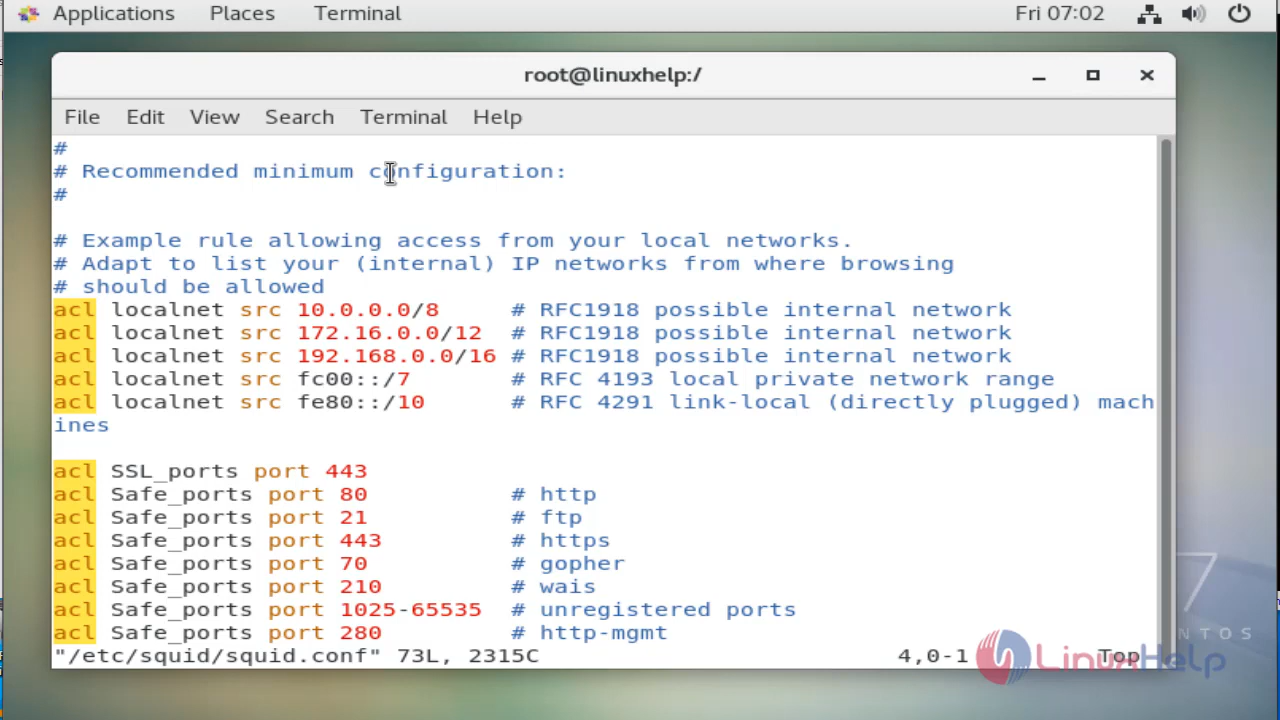 Applications Places Terminal Fri 07:02
root@linuxhelp:/
File Edit View Search Terminal Help
#
# Recommended minimum configuration:
#
# Example rule allowing access from your local networks.
# Adapt to list your (internal) IP networks from where browsing
# should be allowed
acl localnet src 10.0.0.0/8 # RFC1918 possible internal network
acl localnet src 172.16.0.0/12 # RFC1918 possible internal network
acl localnet src 192.168.0.0/16 # RFC1918 possible internal network
acl localnet src fc00::/7 # RFC 4193 local private network range
acl localnet src fe80::/10 # RFC 4291 link-local (directly plugged) mach
ines
acl SSL_ports port 443
acl Safe_ports port 80 # http
acl Safe_ports port 21 # ftp
acl Safe_ports port 443 # https
acl Safe_ports port 70 # gopher
acl Safe_ports port 210 # wais
acl Safe_ports port 1025-65535 # unregistered ports
acl Safe_ports port 280 # http-mgmt
"/etc/squid/squid.conf" 73L, 2315C 4,0-1 Top
7
NTOS
LinuxHelp